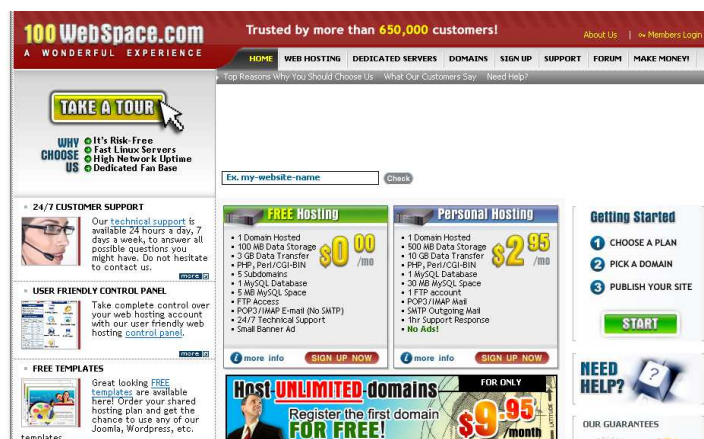 100 WebSpace.com
A WONDERFUL EXPERIENCE
Trusted by more than 650,000 customers!
About Us | Members Login
HOME WEB HOSTING DEDICATED SERVERS DOMAINS SIGN UP SUPPORT FORUM MAKE MONEY!
Top Reasons Why You Should Choose Us What Our Customers Say Need Help?
TAKE A TOUR
WHY CHOOSE US
It's Risk-Free
Fast Linux Servers
High Network Uptime
Dedicated Fan Base
Ex. my-website-name Check
24/7 CUSTOMER SUPPORT
Our technical support is
available 24 hours a day, 7
days a week, to answer all
possible questions you
might have. Do not hesitate
to contact us.
more
USER FRIENDLY CONTROL PANEL
Take complete control over
your web hosting account
with our user friendly web
hosting control panel.
more
FREE TEMPLATES
Great looking FREE
templates are available
here! Order your shared
hosting plan and get the
chance to use any of our
Joomla, Wordpress, etc.
templates
FREE Hosting
1 Domain Hosted
100 MB Data Storage
3 GB Data Transfer
PHP, Perl/CGI-BIN
5 Subdomains
1 MySQL Database
5 MB MySQL Space
FTP Access
POP3/IMAP E-mail (No SMTP)
24/7 Technical Support
Small Banner Ad
$0.00 /mo
more info SIGN UP NOW
Personal Hosting
1 Domain Hosted
500 MB Data Storage
10 GB Data Transfer
PHP, Perl/CGI-BIN
1 MySQL Database
30 MB MySQL Space
1 FTP account
POP3/IMAP Mail
SMTP Outgoing Mail
1hr Support Response
No Ads!
$2.95 /mo
more info SIGN UP NOW
Host-UNLIMITED-domains
Register the first domain
FOR FREE!
FOR ONLY
$9.95 /month
LATITUDE
Getting Started
1 CHOOSE A PLAN
2 PICK A DOMAIN
3 PUBLISH YOUR SITE
START
NEED
HELP?
?
OUR GUARANTEES